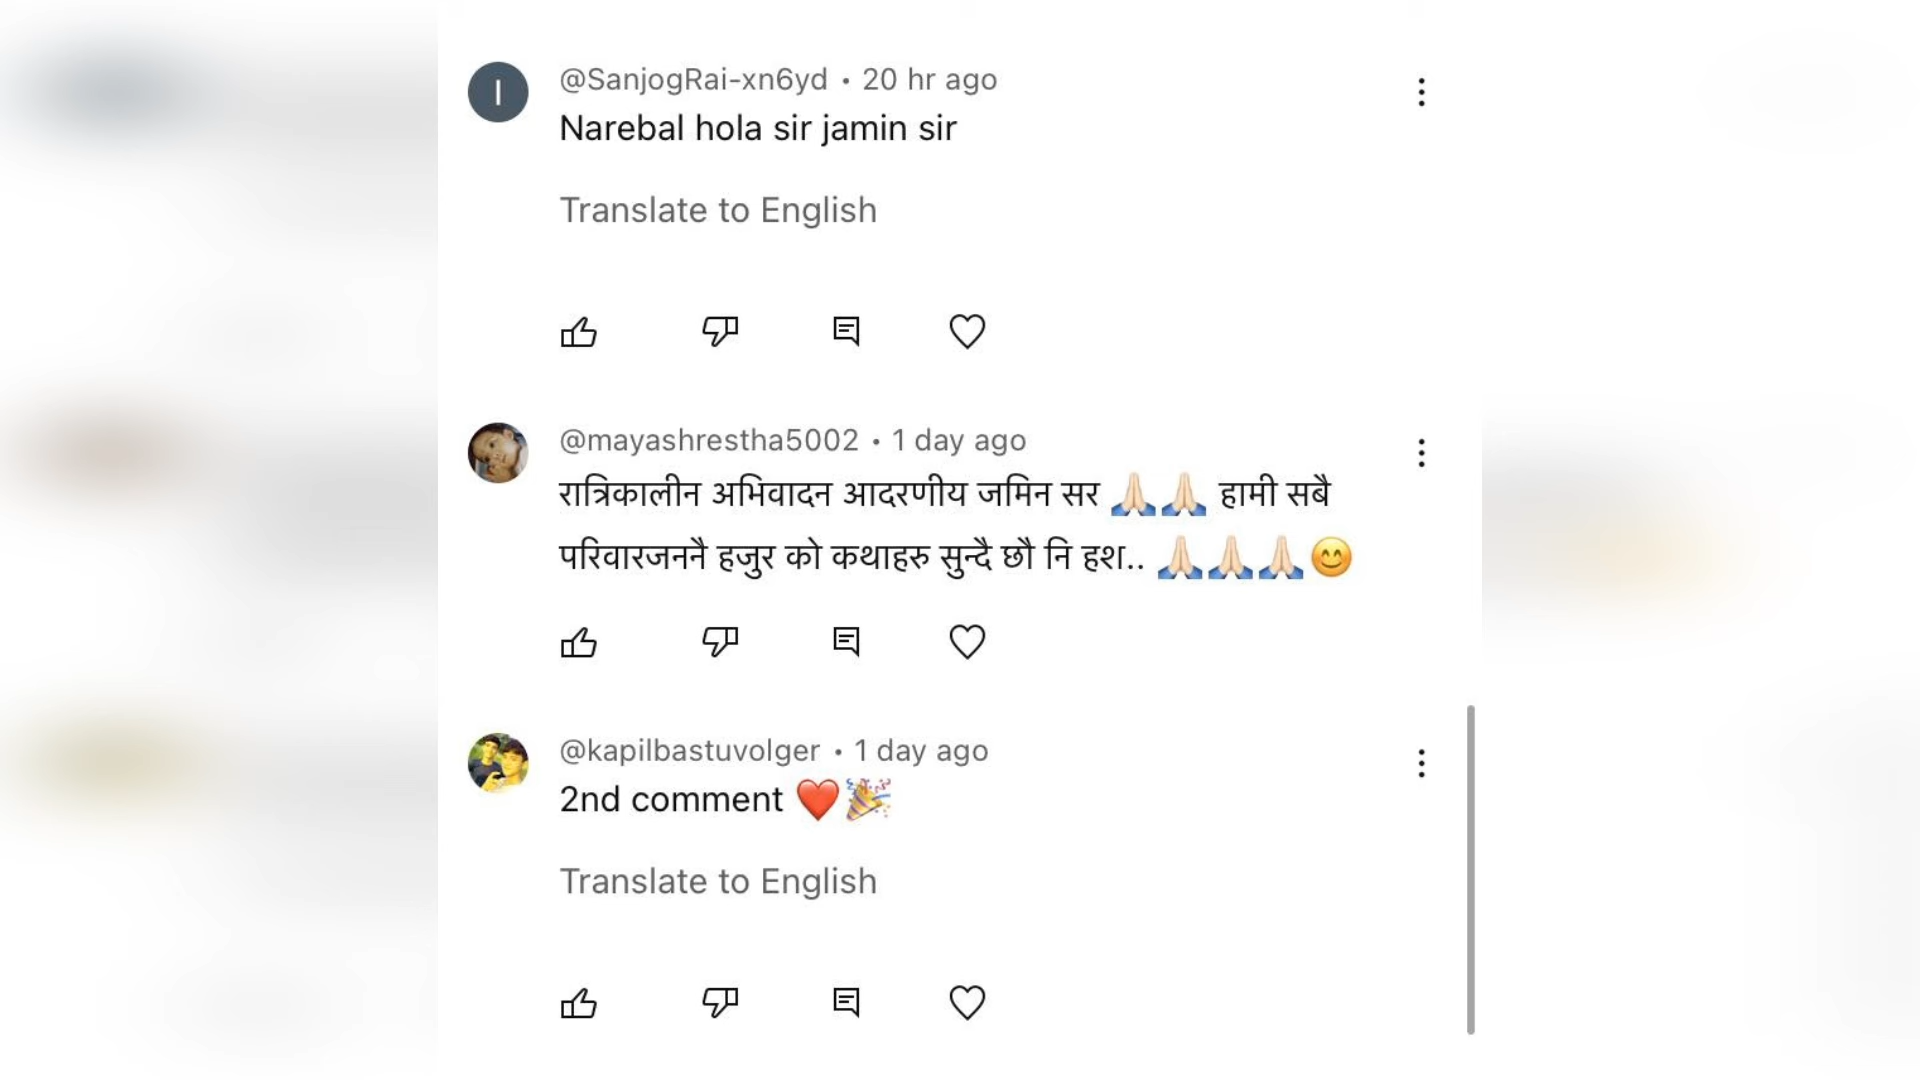 @SanjogRai-xn6yd • 20 hr ago
Narebal hola sir jamin sir
Translate to English
@mayashrestha5002 • 1 day ago
रात्रिकालीन अभिवादन आदरणीय जमिन सर 🙏🏻🙏🏻 हामी सबै
परिवारजननै हजुर को कथाहरु सुन्दै छौ नि हश.. 🙏🏻🙏🏻🙏🏻😊
@kapilbastuvolger • 1 day ago
2nd comment ❤️🎉
Translate to English